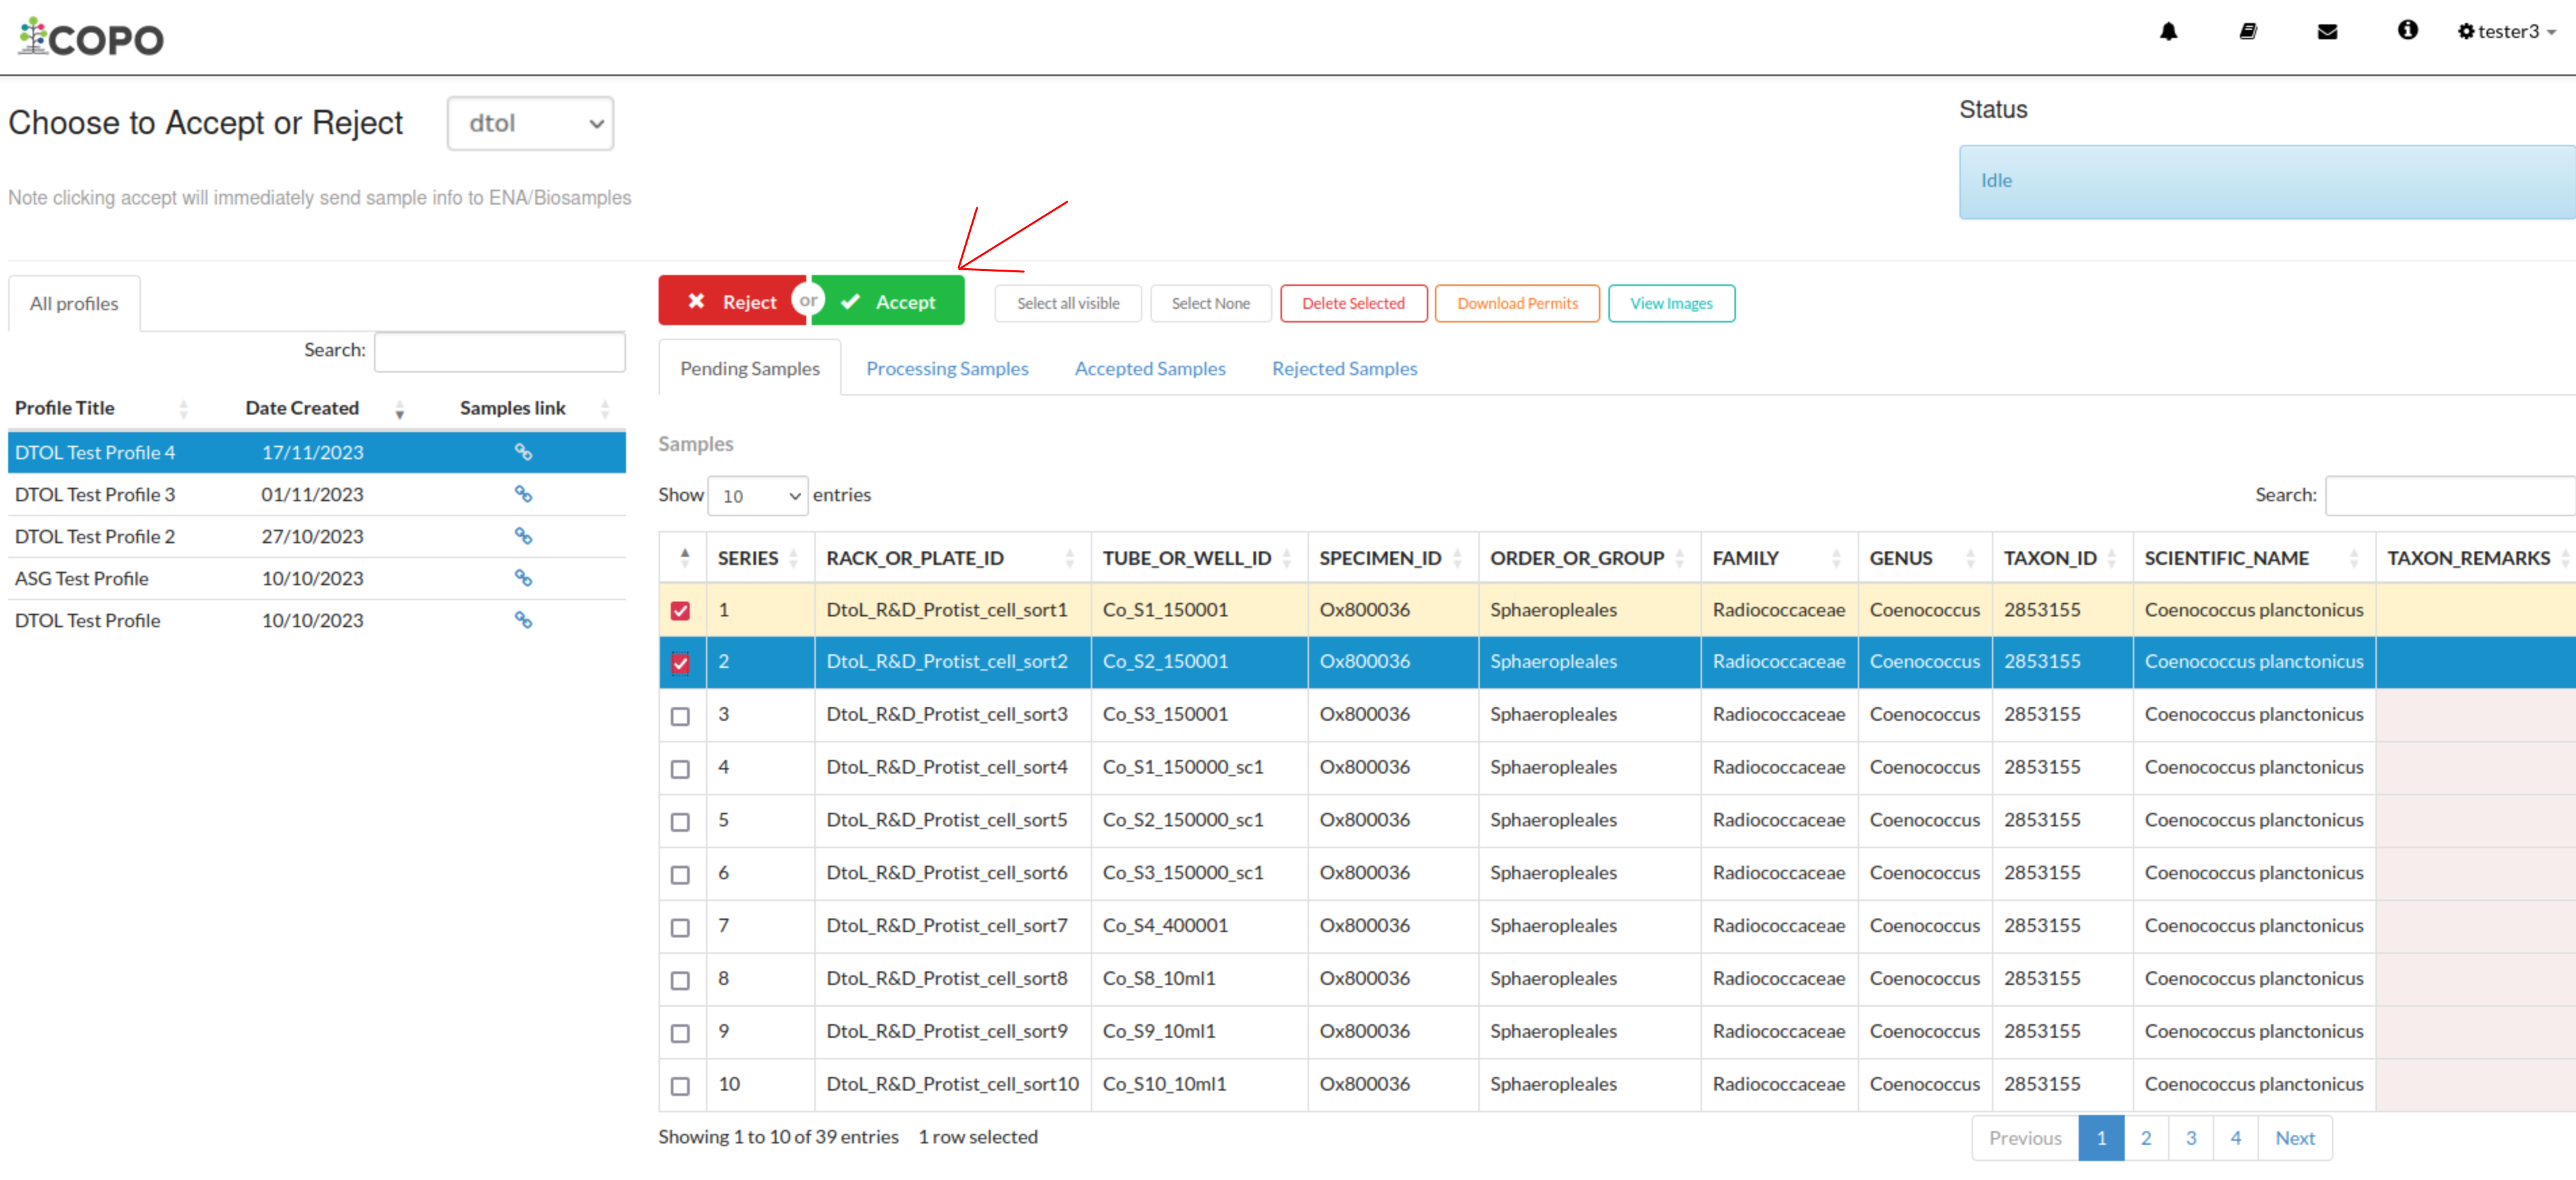 COPO
tester3
Choose to Accept or Reject
dtol
Status
Idle
Note clicking accept will immediately send sample info to ENA/Biosamples
All profiles
Search:
Profile Title Date Created Samples link
DTOL Test Profile 4 17/11/2023
DTOL Test Profile 3 01/11/2023
DTOL Test Profile 2 27/10/2023
ASG Test Profile 10/10/2023
DTOL Test Profile 10/10/2023
Reject or Accept Select all visible Select None Delete Selected Download Permits View Images
Pending Samples Processing Samples Accepted Samples Rejected Samples
Samples
Show 10 entries Search:
SERIES RACK_OR_PLATE_ID TUBE_OR_WELL_ID SPECIMEN_ID ORDER_OR_GROUP FAMILY GENUS TAXON_ID SCIENTIFIC_NAME TAXON_REMARKS
1 DtoL_R&D_Protist_cell_sort1 Co_S1_150001 Ox800036 Sphaeropleales Radiococcaceae Coenococcus 2853155 Coenococcus planctonicus
2 DtoL_R&D_Protist_cell_sort2 Co_S2_150001 Ox800036 Sphaeropleales Radiococcaceae Coenococcus 2853155 Coenococcus planctonicus
3 DtoL_R&D_Protist_cell_sort3 Co_S3_150001 Ox800036 Sphaeropleales Radiococcaceae Coenococcus 2853155 Coenococcus planctonicus
4 DtoL_R&D_Protist_cell_sort4 Co_S1_150000_sc1 Ox800036 Sphaeropleales Radiococcaceae Coenococcus 2853155 Coenococcus planctonicus
5 DtoL_R&D_Protist_cell_sort5 Co_S2_150000_sc1 Ox800036 Sphaeropleales Radiococcaceae Coenococcus 2853155 Coenococcus planctonicus
6 DtoL_R&D_Protist_cell_sort6 Co_S3_150000_sc1 Ox800036 Sphaeropleales Radiococcaceae Coenococcus 2853155 Coenococcus planctonicus
7 DtoL_R&D_Protist_cell_sort7 Co_S4_400001 Ox800036 Sphaeropleales Radiococcaceae Coenococcus 2853155 Coenococcus planctonicus
8 DtoL_R&D_Protist_cell_sort8 Co_S8_10ml1 Ox800036 Sphaeropleales Radiococcaceae Coenococcus 2853155 Coenococcus planctonicus
9 DtoL_R&D_Protist_cell_sort9 Co_S9_10ml1 Ox800036 Sphaeropleales Radiococcaceae Coenococcus 2853155 Coenococcus planctonicus
10 DtoL_R&D_Protist_cell_sort10 Co_S10_10ml1 Ox800036 Sphaeropleales Radiococcaceae Coenococcus 2853155 Coenococcus planctonicus
Showing 1 to 10 of 39 entries 1 row selected
Previous 1 2 3 4 Next